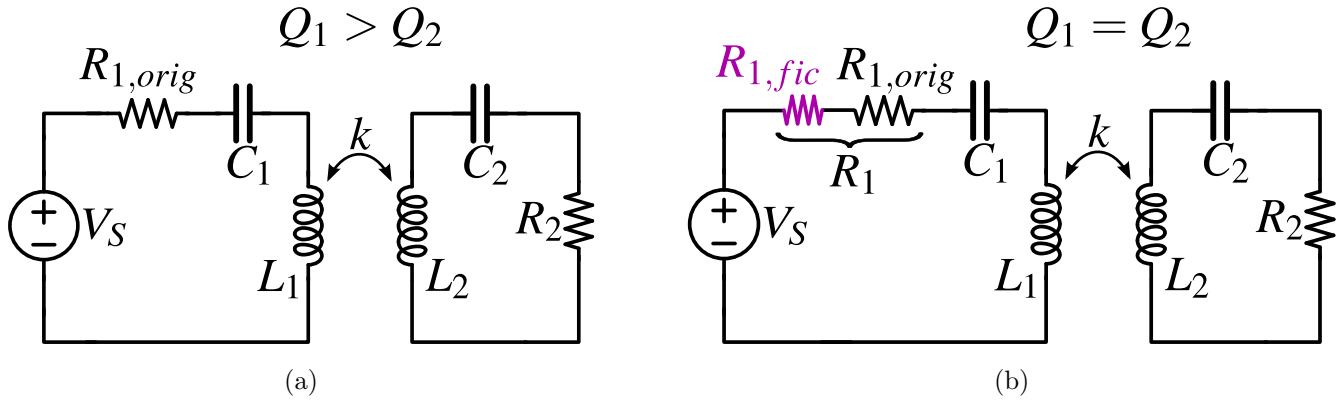 Q1 > Q2
R1,orig
C1
k
C2
+
−
VS
R2
L1
L2
(a)
Q1 = Q2
R1,fic
R1,orig
R1
C1
k
C2
+
−
VS
R2
L1
L2
(b)